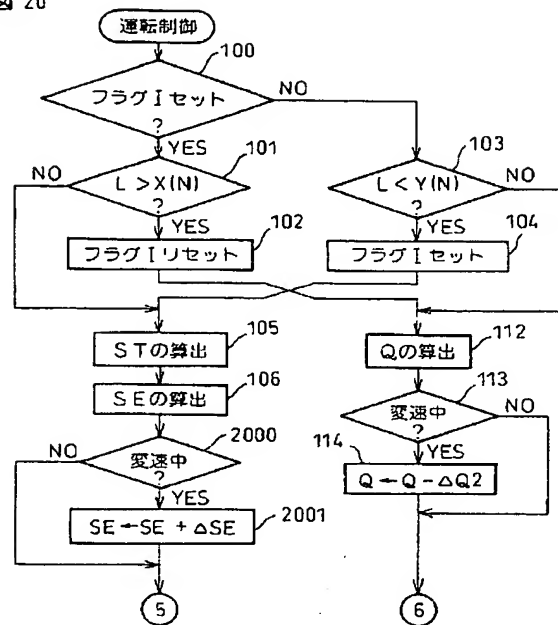 図 20
運転制御
100
フラグIセット
?
NO
YES
101
103
NO
L > X(N)
?
L < Y(N)
?
NO
YES
102
YES
104
フラグIリセット
フラグIセット
STの算出
105
Qの算出
112
SEの算出
106
113
変速中
?
2000
変速中
?
NO
NO
YES
114
YES
SE←SE + △SE
2001
Q ← Q - △Q2
5
6